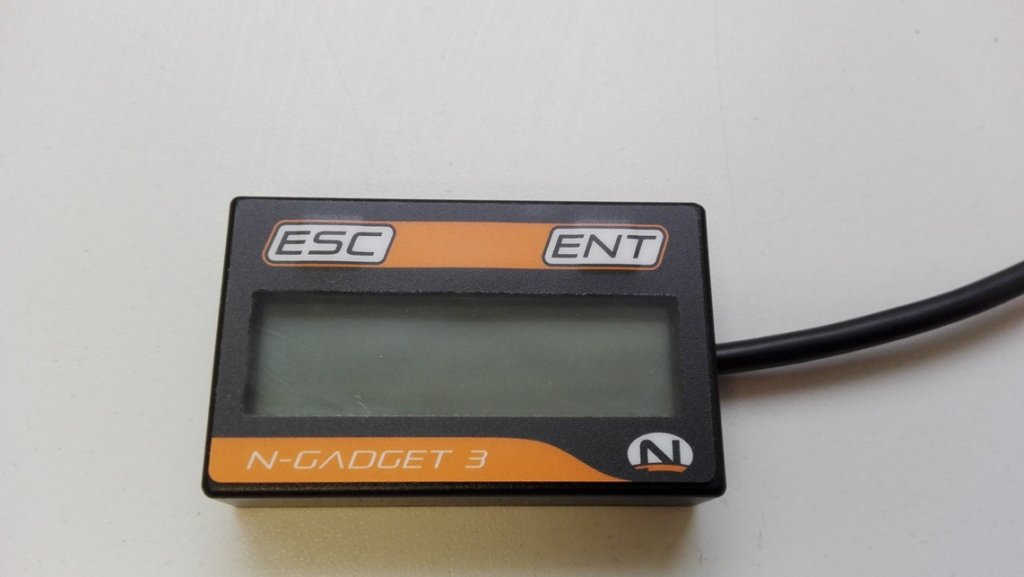 ESC ENT
N-GADGET 3
N